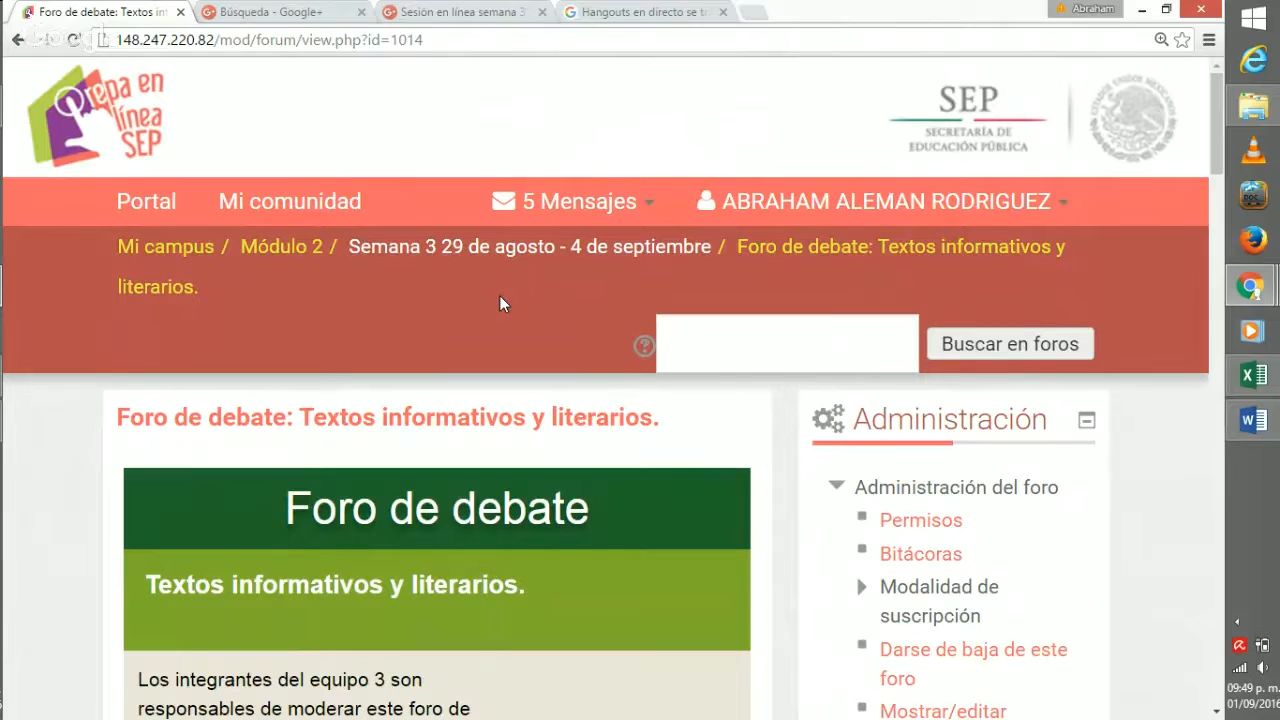 Foro de debate: Textos in
Búsqueda - Google+
Sesión en línea semana 3
Hangouts en directo se t
Abraham
148.247.220.82/mod/forum/view.php?id=1014
Prepa en
línea
SEP
SEP
SECRETARÍA DE
EDUCACIÓN PÚBLICA
Portal
Mi comunidad
5 Mensajes
ABRAHAM ALEMAN RODRIGUEZ
Mi campus / Módulo 2 / Semana 3 29 de agosto - 4 de septiembre / Foro de debate: Textos informativos y
literarios.
Buscar en foros
Foro de debate: Textos informativos y literarios.
Foro de debate
Textos informativos y literarios.
Los integrantes del equipo 3 son
responsables de moderar este foro de
Administración
Administración del foro
Permisos
Bitácoras
Modalidad de
suscripción
Darse de baja de este
foro
Mostrar/editar
09:49 p. m.
01/09/2016